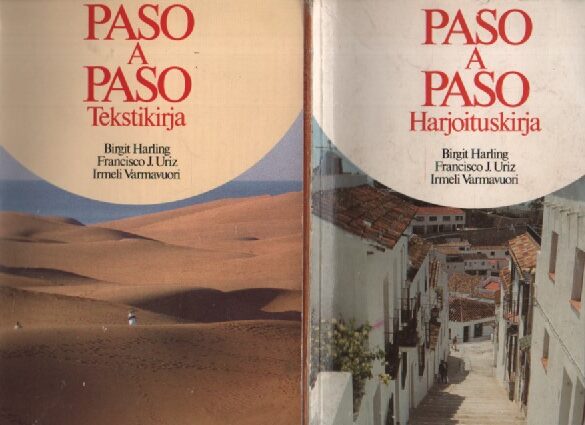 PASO
A
PASO
Tekstikirja
Birgit Harling
Francisco J. Uriz
Irmeli Varmavuori
PASO
A
PASO
Harjoituskirja
Birgit Harling
Francisco J. Uriz
Irmeli Varmavuori